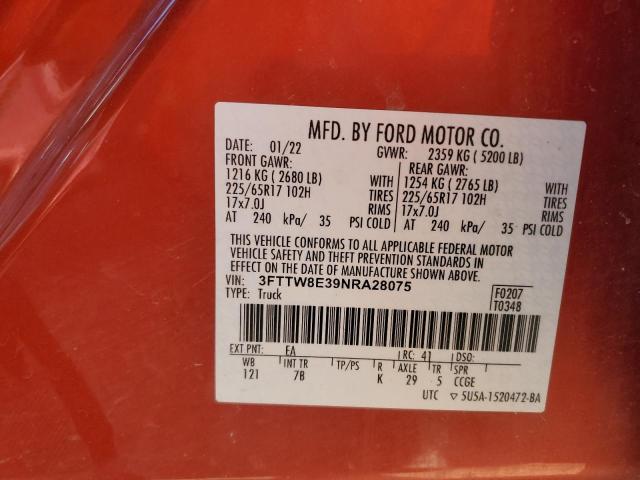 MFD. BY FORD MOTOR CO.
DATE: 01/22 GVWR: 2359 KG ( 5200 LB)
FRONT GAWR: REAR GAWR:
1216 KG ( 2680 LB) WITH 1254 KG ( 2765 LB) WITH
225/65R17 102H TIRES 225/65R17 102H TIRES
17x7.0J RIMS 17x7.0J RIMS
AT 240 kPa/ 35 PSI COLD AT 240 kPa/ 35 PSI COLD
THIS VEHICLE CONFORMS TO ALL APPLICABLE FEDERAL MOTOR
VEHICLE SAFETY AND THEFT PREVENTION STANDARDS IN
EFFECT ON THE DATE OF MANUFACTURE SHOWN ABOVE.
VIN: 3FTTW8E39NRA28075 F0207
TYPE: Truck T0348
EXT PNT: EA RC: 41 DSO:
WB INT TR TP/PS R AXLE TR SPR
121 7B K 29 5 CCGE
UTC ▽ 5U5A-1520472-BA